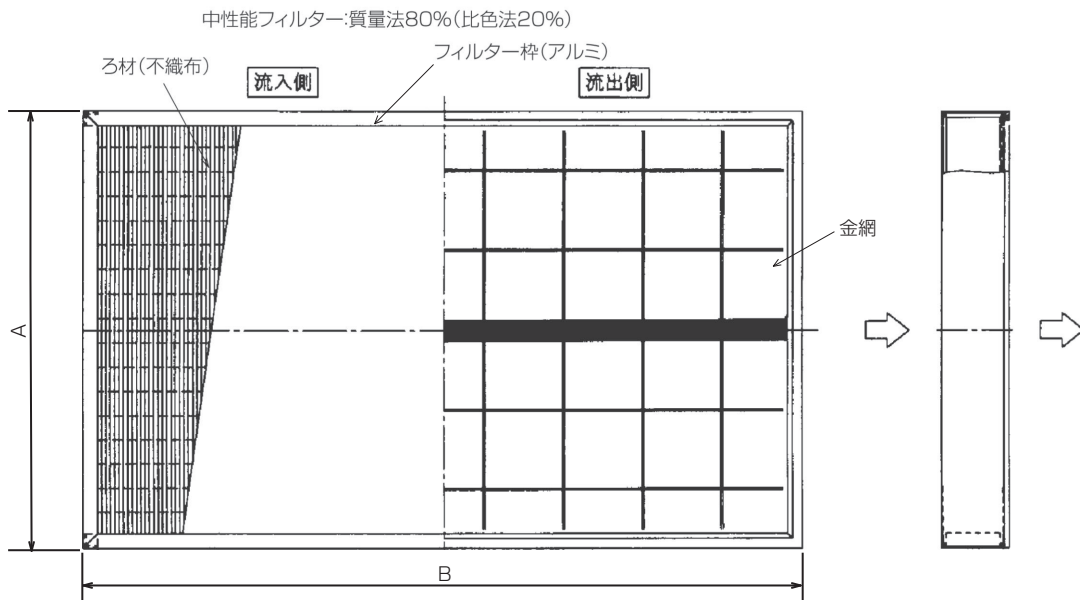 中性能フィルター:質量法80%(比色法20%)
フィルター枠(アルミ)
ろ材(不織布)
流入側
流出側
金網
A
B